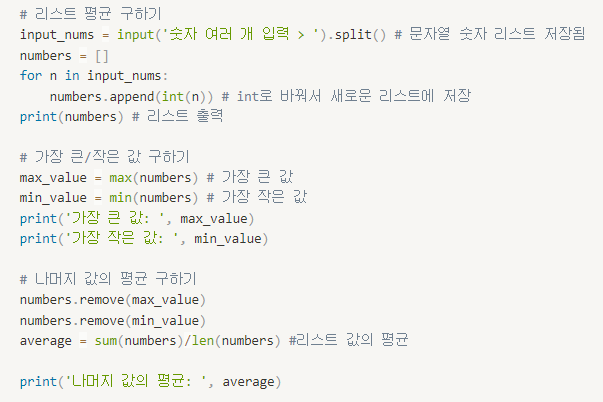 # 리스트 평균 구하기
input_nums = input('숫자 여러 개 입력 > ').split() # 문자열 숫자 리스트 저장됨
numbers = []
for n in input_nums:
    numbers.append(int(n)) # int로 바꿔서 새로운 리스트에 저장
print(numbers) # 리스트 출력

# 가장 큰/작은 값 구하기
max_value = max(numbers) # 가장 큰 값
min_value = min(numbers) # 가장 작은 값
print('가장 큰 값: ', max_value)
print('가장 작은 값: ', min_value)

# 나머지 값의 평균 구하기
numbers.remove(max_value)
numbers.remove(min_value)
average = sum(numbers)/len(numbers) #리스트 값의 평균

print('나머지 값의 평균: ', average)